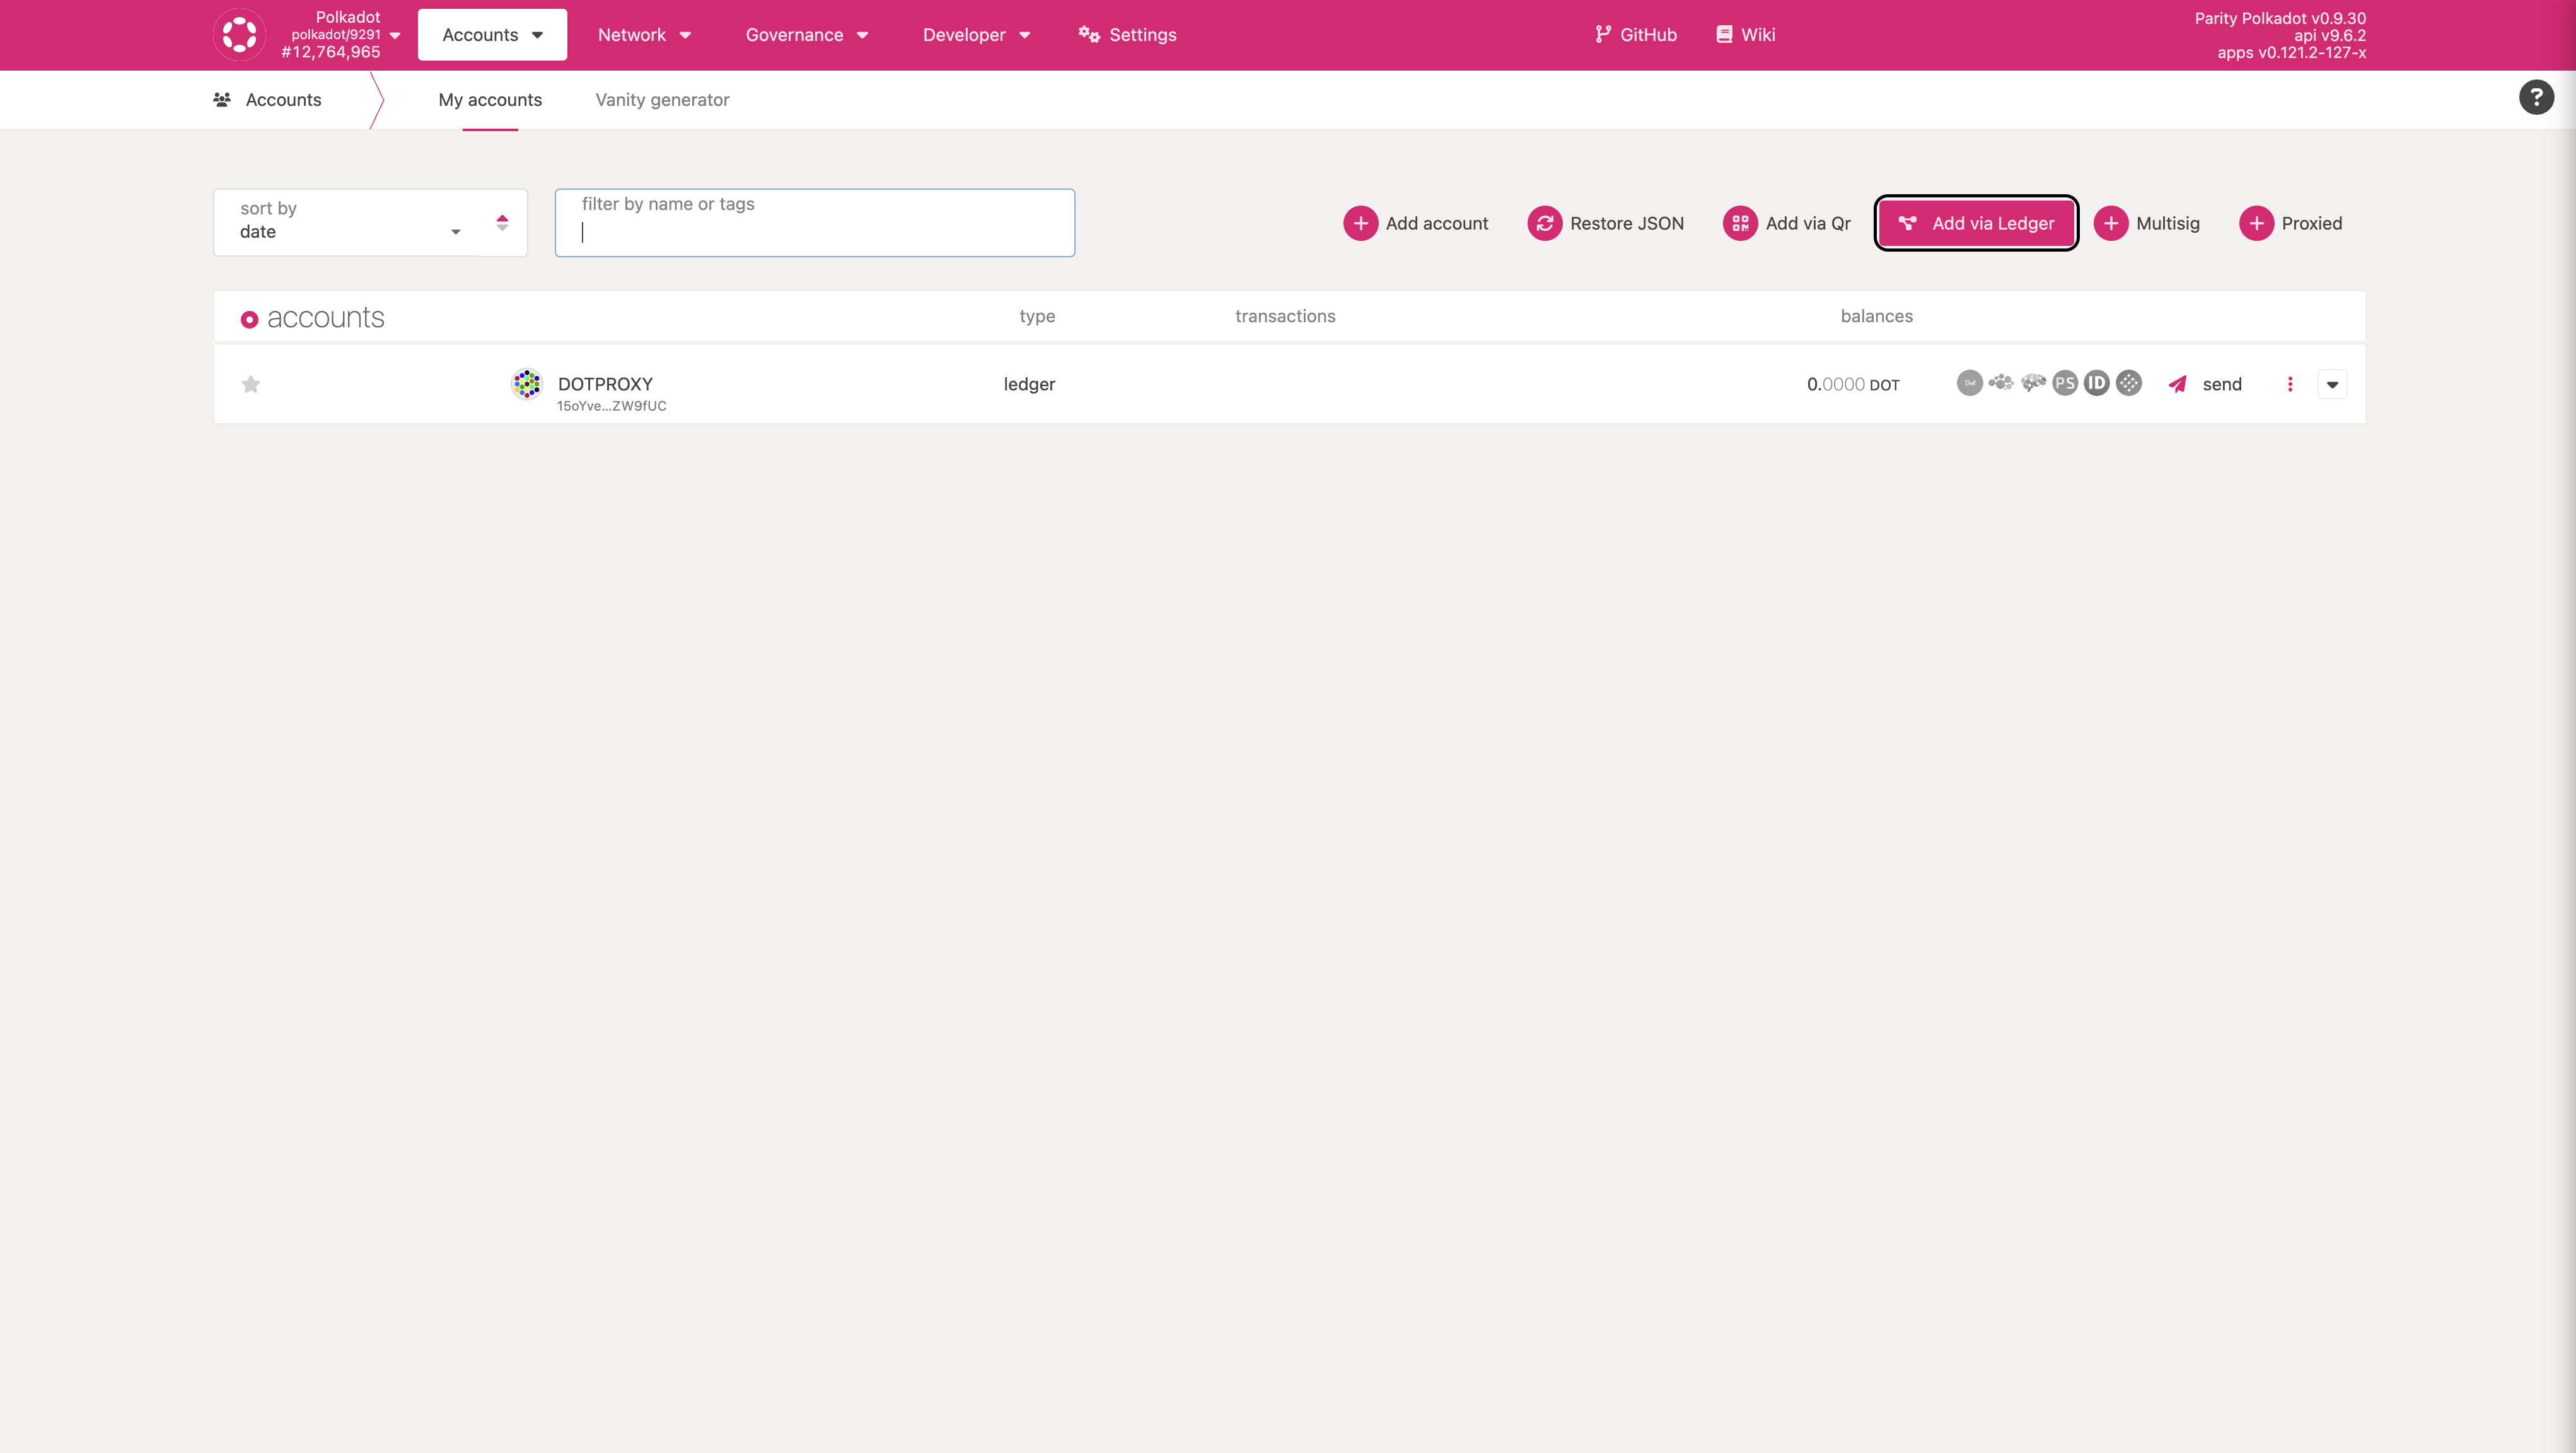 Polkadot
polkadot/9291
#12,764,965
Accounts
Network
Governance
Developer
Settings
GitHub
Wiki
Parity Polkadot v0.9.30
api v9.6.2
apps v0.121.2-127-x
Accounts
My accounts
Vanity generator
?
sort by
date
filter by name or tags
Add account
Restore JSON
Add via Qr
Add via Ledger
Multisig
Proxied
accounts
type
transactions
balances
DOTPROXY
15oYve...ZW9fUC
ledger
0.0000 DOT
Dot
PS
ID
send